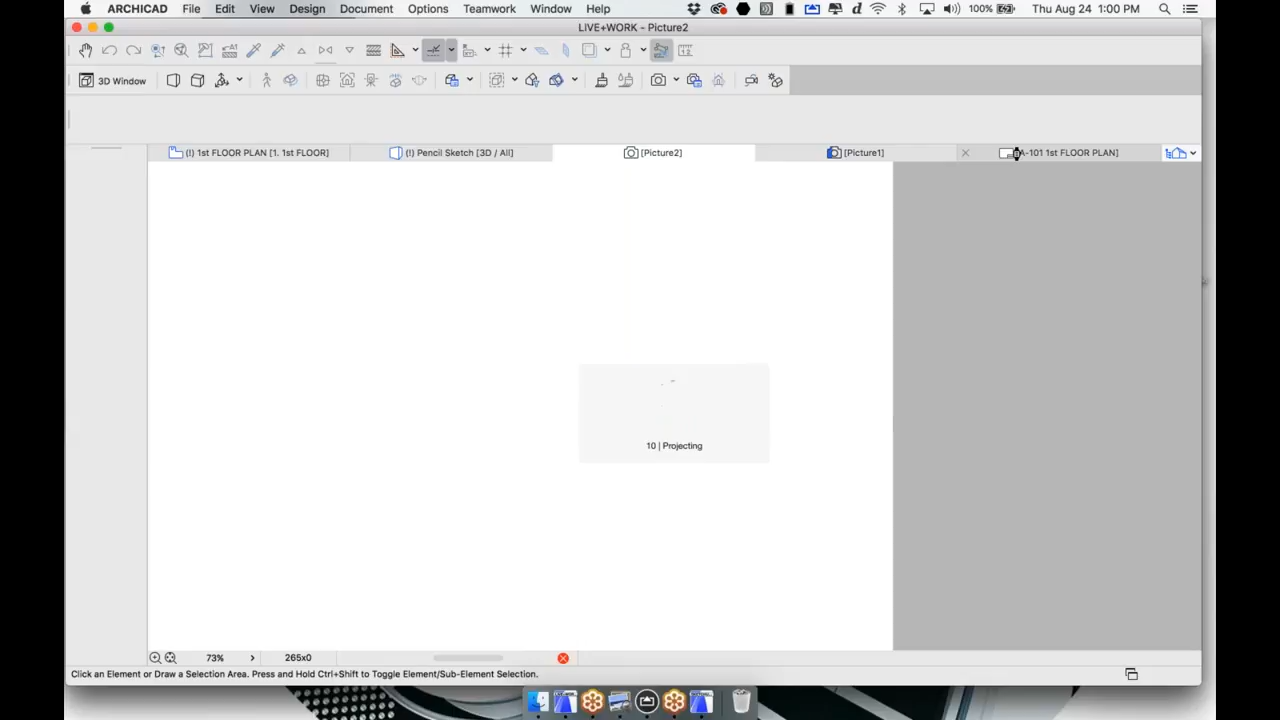 ARCHICAD File Edit View Design Document Options Teamwork Window Help 100% Thu Aug 24 1:00 PM
LIVE+WORK - Picture2
3D Window
(!) 1st FLOOR PLAN [1. 1st FLOOR] (!) Pencil Sketch [3D / All] [Picture2] [Picture1] A-101 1st FLOOR PLAN]
10 | Projecting
73% 265x0
Click an Element or Draw a Selection Area. Press and Hold Ctrl+Shift to Toggle Element/Sub-Element Selection.